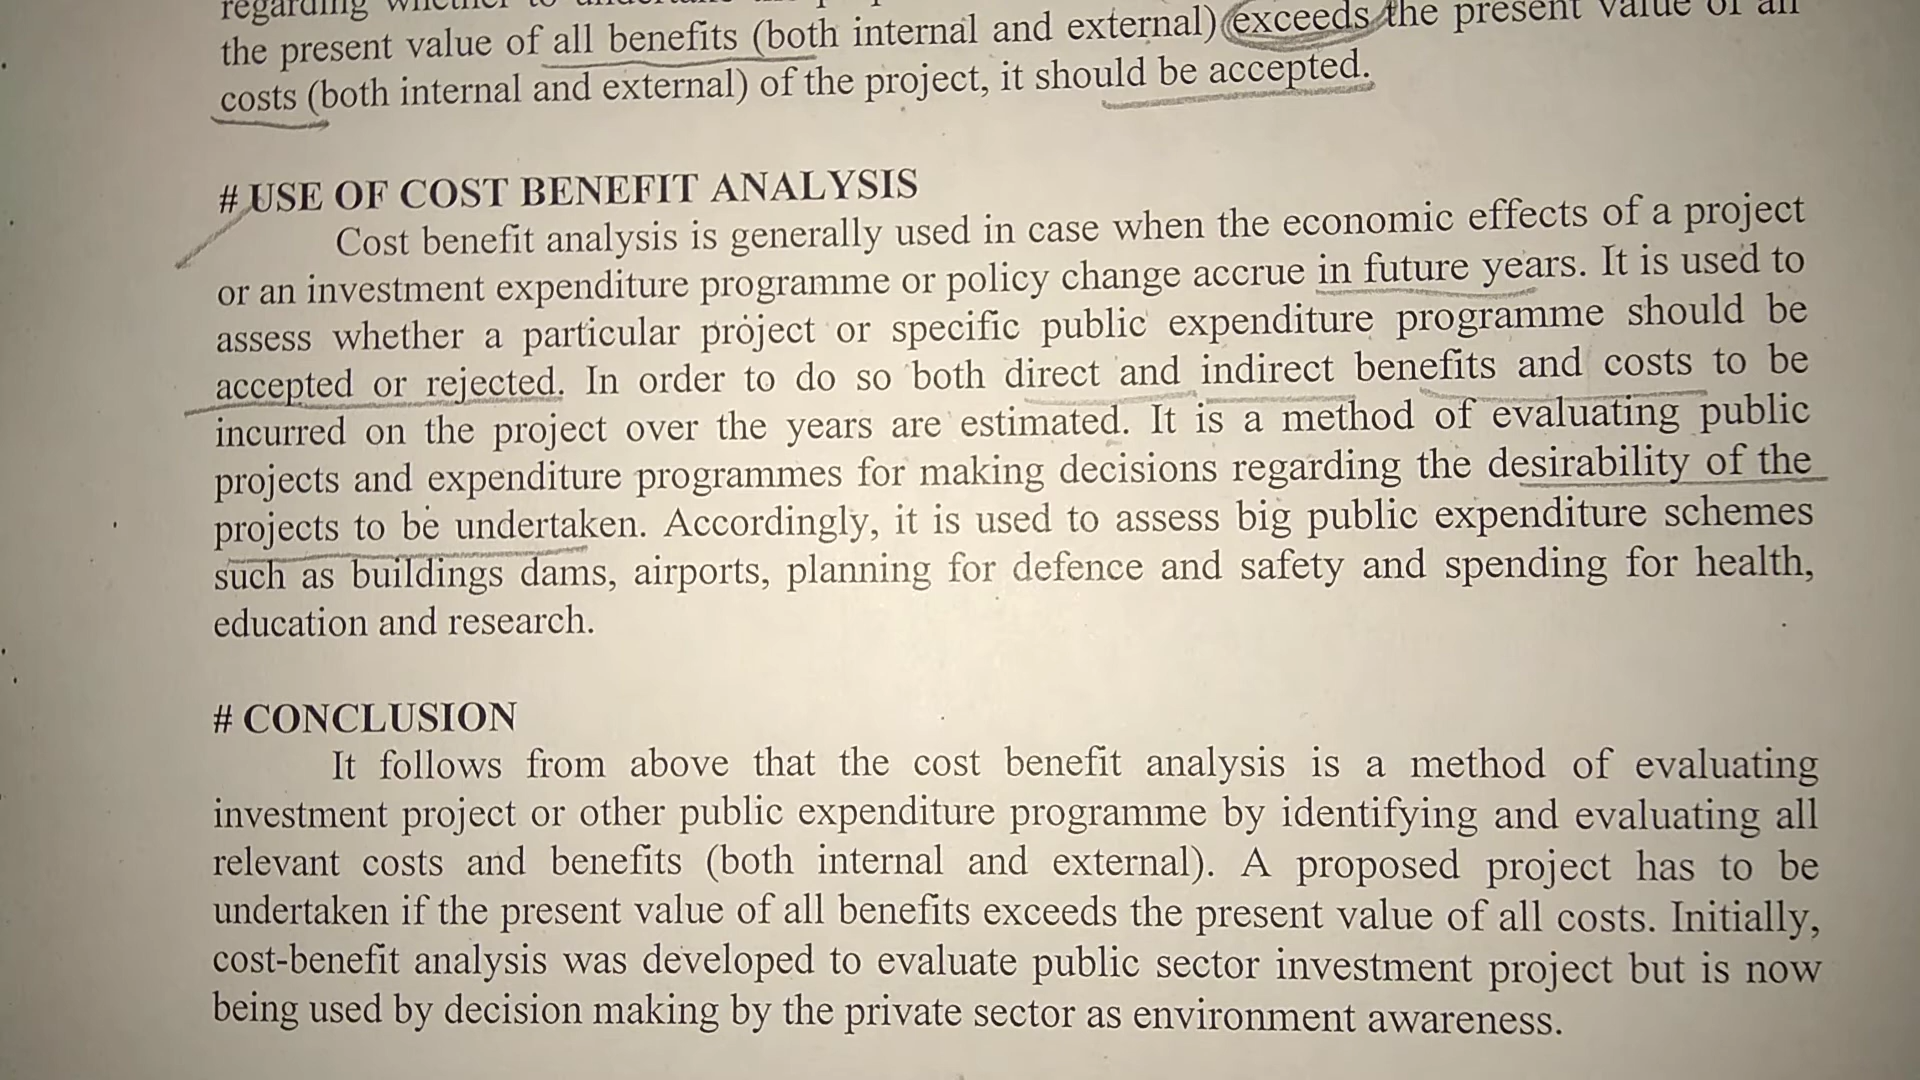 regarding whether to undertake the
the present value of all benefits (both internal and external) exceeds the present value of all
costs (both internal and external) of the project, it should be accepted.
# USE OF COST BENEFIT ANALYSIS
Cost benefit analysis is generally used in case when the economic effects of a project
or an investment expenditure programme or policy change accrue in future years. It is used to
assess whether a particular project or specific public expenditure programme should be
accepted or rejected. In order to do so both direct and indirect benefits and costs to be
incurred on the project over the years are estimated. It is a method of evaluating public
projects and expenditure programmes for making decisions regarding the desirability of the
projects to be undertaken. Accordingly, it is used to assess big public expenditure schemes
such as buildings dams, airports, planning for defence and safety and spending for health,
education and research.
# CONCLUSION
It follows from above that the cost benefit analysis is a method of evaluating
investment project or other public expenditure programme by identifying and evaluating all
relevant costs and benefits (both internal and external). A proposed project has to be
undertaken if the present value of all benefits exceeds the present value of all costs. Initially,
cost-benefit analysis was developed to evaluate public sector investment project but is now
being used by decision making by the private sector as environment awareness.